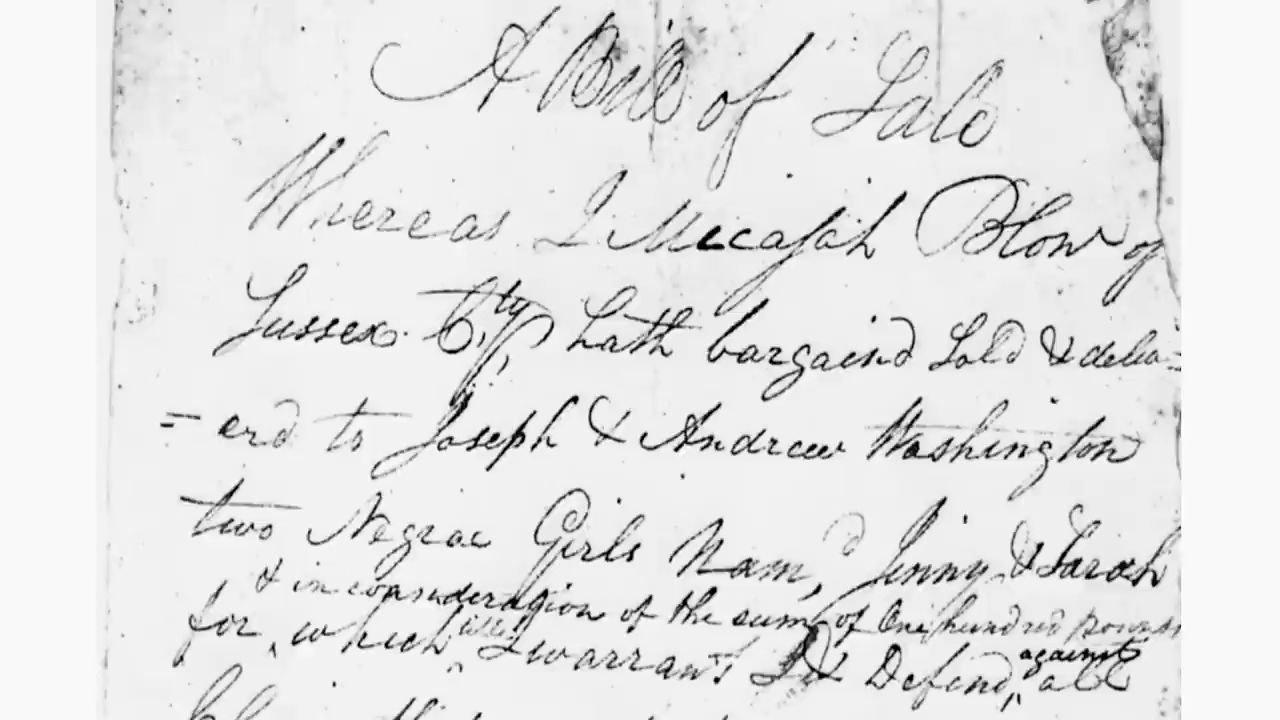 A Bill of Sale
Whereas I Micajah Blow of
Sussex Cty, hath bargaind Sold & deliv=
=erd to Joseph & Andrew Washington
two Negroe Girls Nam,d Jinny & Sarah
& in consideration of the sum of One hundred pounds
for which I warrant & Defend, against all